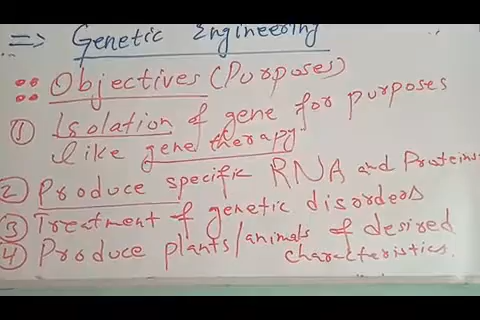 => Genetic Engineering
:: Objectives (Purposes)
① Isolation of gene for purposes
like gene therapy.
② Produce specific RNA and Proteins
③ Treatment of genetic disorders
④ Produce plants/animals of desired
characteristics.